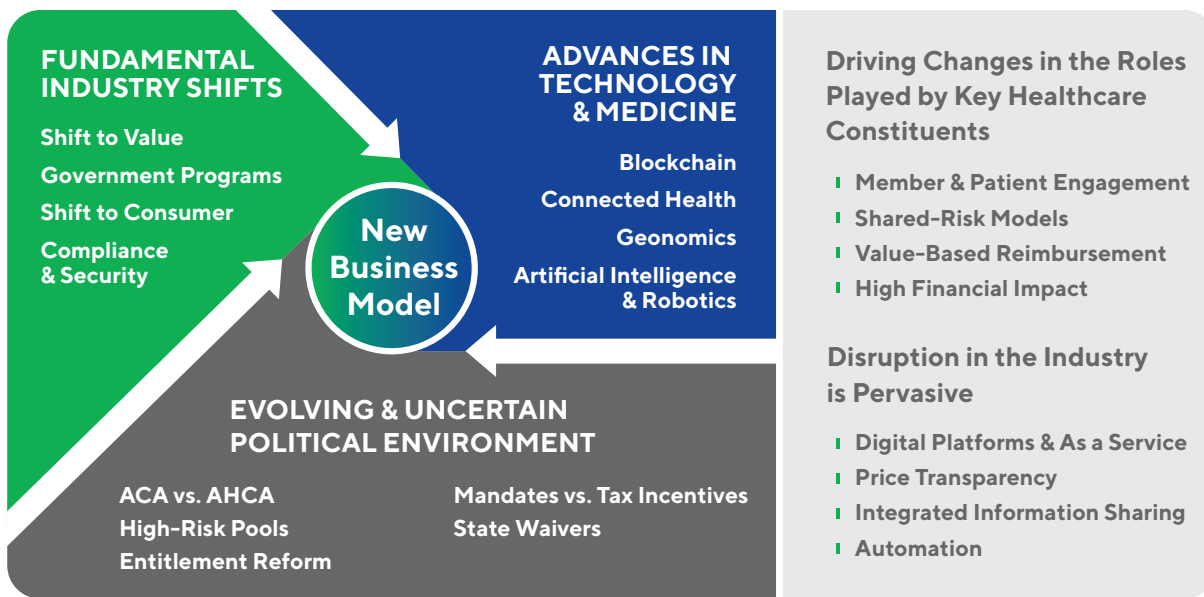 FUNDAMENTAL
INDUSTRY SHIFTS
Shift to Value
Government Programs
Shift to Consumer
Compliance
& Security
ADVANCES IN
TECHNOLOGY
& MEDICINE
Blockchain
Connected Health
Geonomics
Artificial Intelligence
& Robotics
New
Business
Model
EVOLVING & UNCERTAIN
POLITICAL ENVIRONMENT
ACA vs. AHCA
High-Risk Pools
Entitlement Reform
Mandates vs. Tax Incentives
State Waivers
Driving Changes in the Roles
Played by Key Healthcare
Constituents
Member & Patient Engagement
Shared-Risk Models
Value-Based Reimbursement
High Financial Impact
Disruption in the Industry
is Pervasive
Digital Platforms & As a Service
Price Transparency
Integrated Information Sharing
Automation